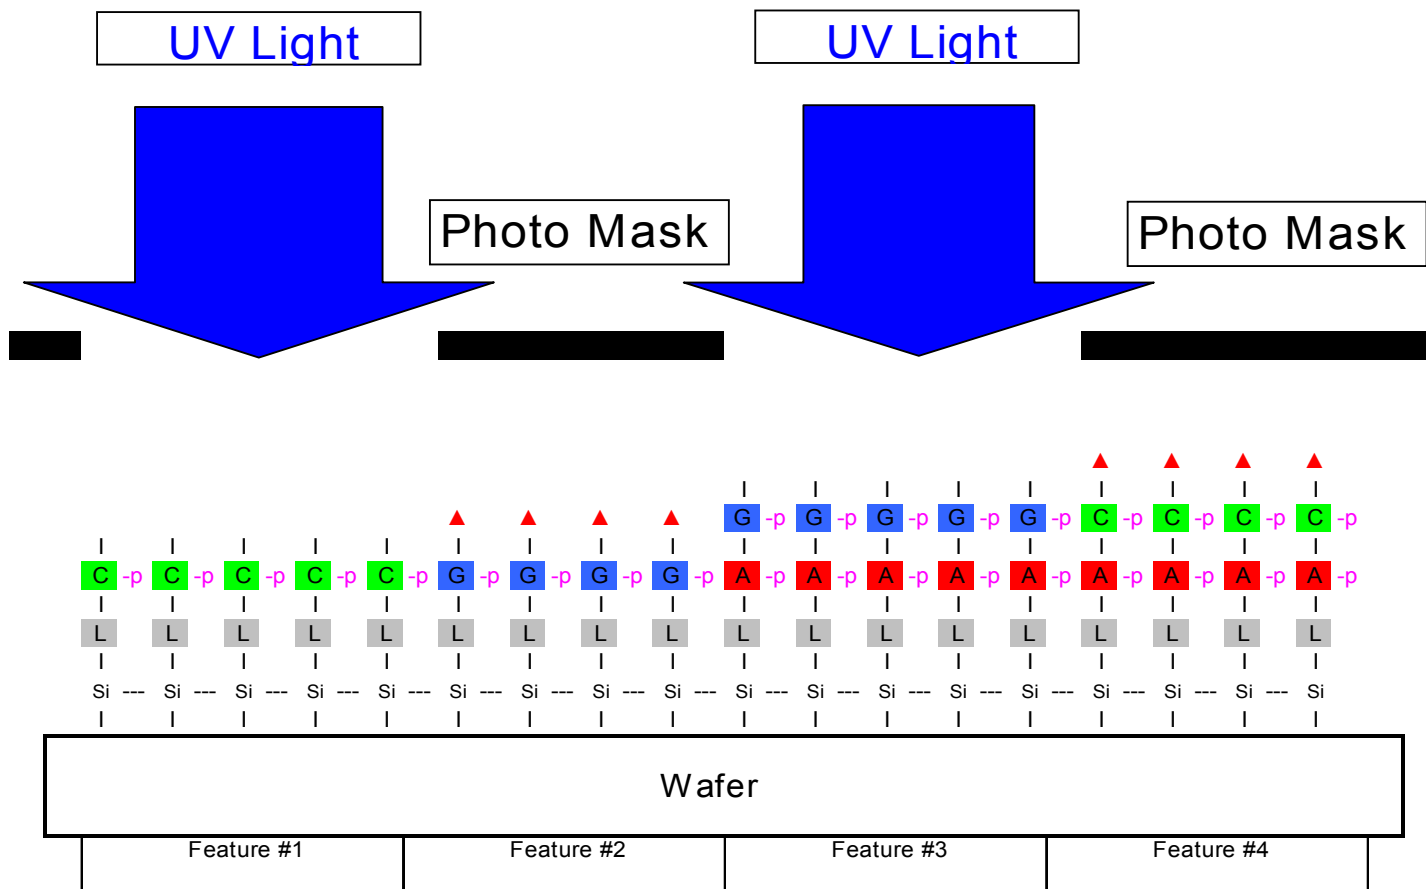 UV Light UV Light
Photo Mask Photo Mask
G -p G -p G -p G -p G -p C -p C -p C -p C -p
C -p C -p C -p C -p C -p G -p G -p G -p G -p A -p A -p A -p A -p A -p A -p A -p A -p A -p
L L L L L L L L L L L L L L L L L L
Si --- Si --- Si --- Si --- Si --- Si --- Si --- Si --- Si --- Si --- Si --- Si --- Si --- Si --- Si --- Si --- Si --- Si
Wafer
Feature #1 Feature #2 Feature #3 Feature #4